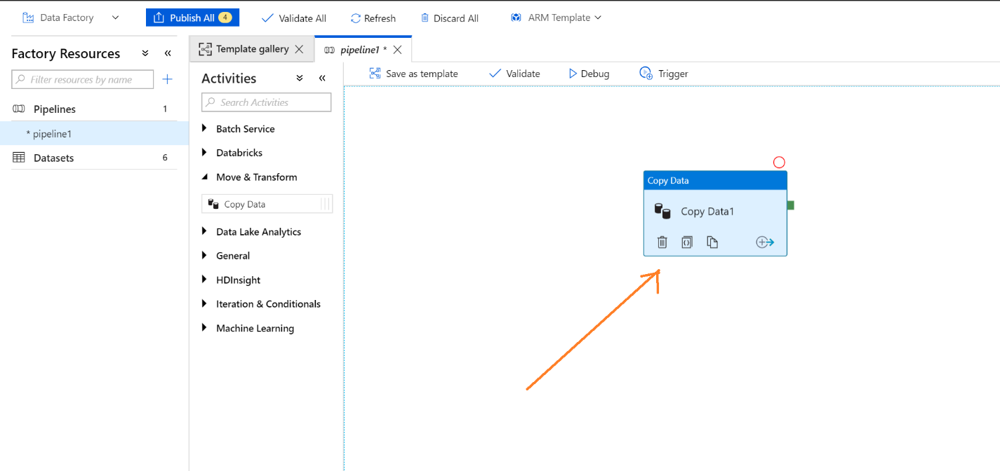 Data Factory
Publish All 4
Validate All
Refresh
Discard All
ARM Template
Factory Resources
Filter resources by name
Pipelines 1
* pipeline1
Datasets 6
Template gallery
pipeline1 *
Activities
Search Activities
Batch Service
Databricks
Move & Transform
Copy Data
Data Lake Analytics
General
HDInsight
Iteration & Conditionals
Machine Learning
Save as template
Validate
Debug
Trigger
Copy Data
Copy Data1